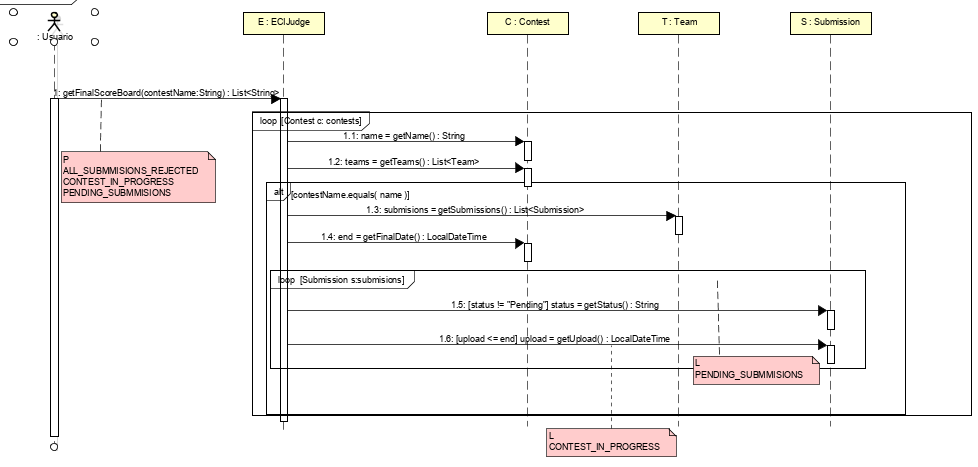 : Usuario
E : ECIJudge
C : Contest
T : Team
S : Submission
1: getFinalScoreBoard(contestName:String) : List<String>
loop [Contest c: contests]
1.1: name = getName() : String
P
ALL_SUBMMISIONS_REJECTED
CONTEST_IN_PROGRESS
PENDING_SUBMMISIONS
1.2: teams = getTeams() : List<Team>
alt [contestName.equals( name )]
1.3: submisions = getSubmissions() : List<Submission>
1.4: end = getFinalDate() : LocalDateTime
loop [Submission s:submisions]
1.5: [status != "Pending"] status = getStatus() : String
1.6: [upload <= end] upload = getUpload() : LocalDateTime
L
PENDING_SUBMMISIONS
L
CONTEST_IN_PROGRESS